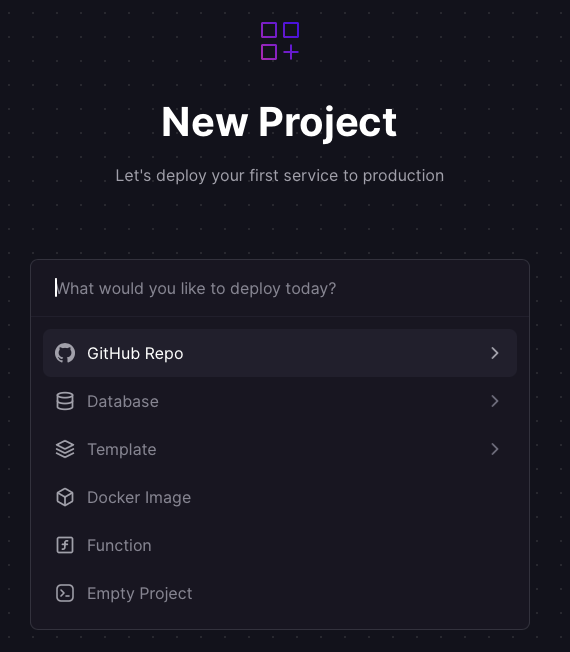 New Project
Let's deploy your first service to production
What would you like to deploy today?
GitHub Repo
Database
Template
Docker Image
Function
Empty Project